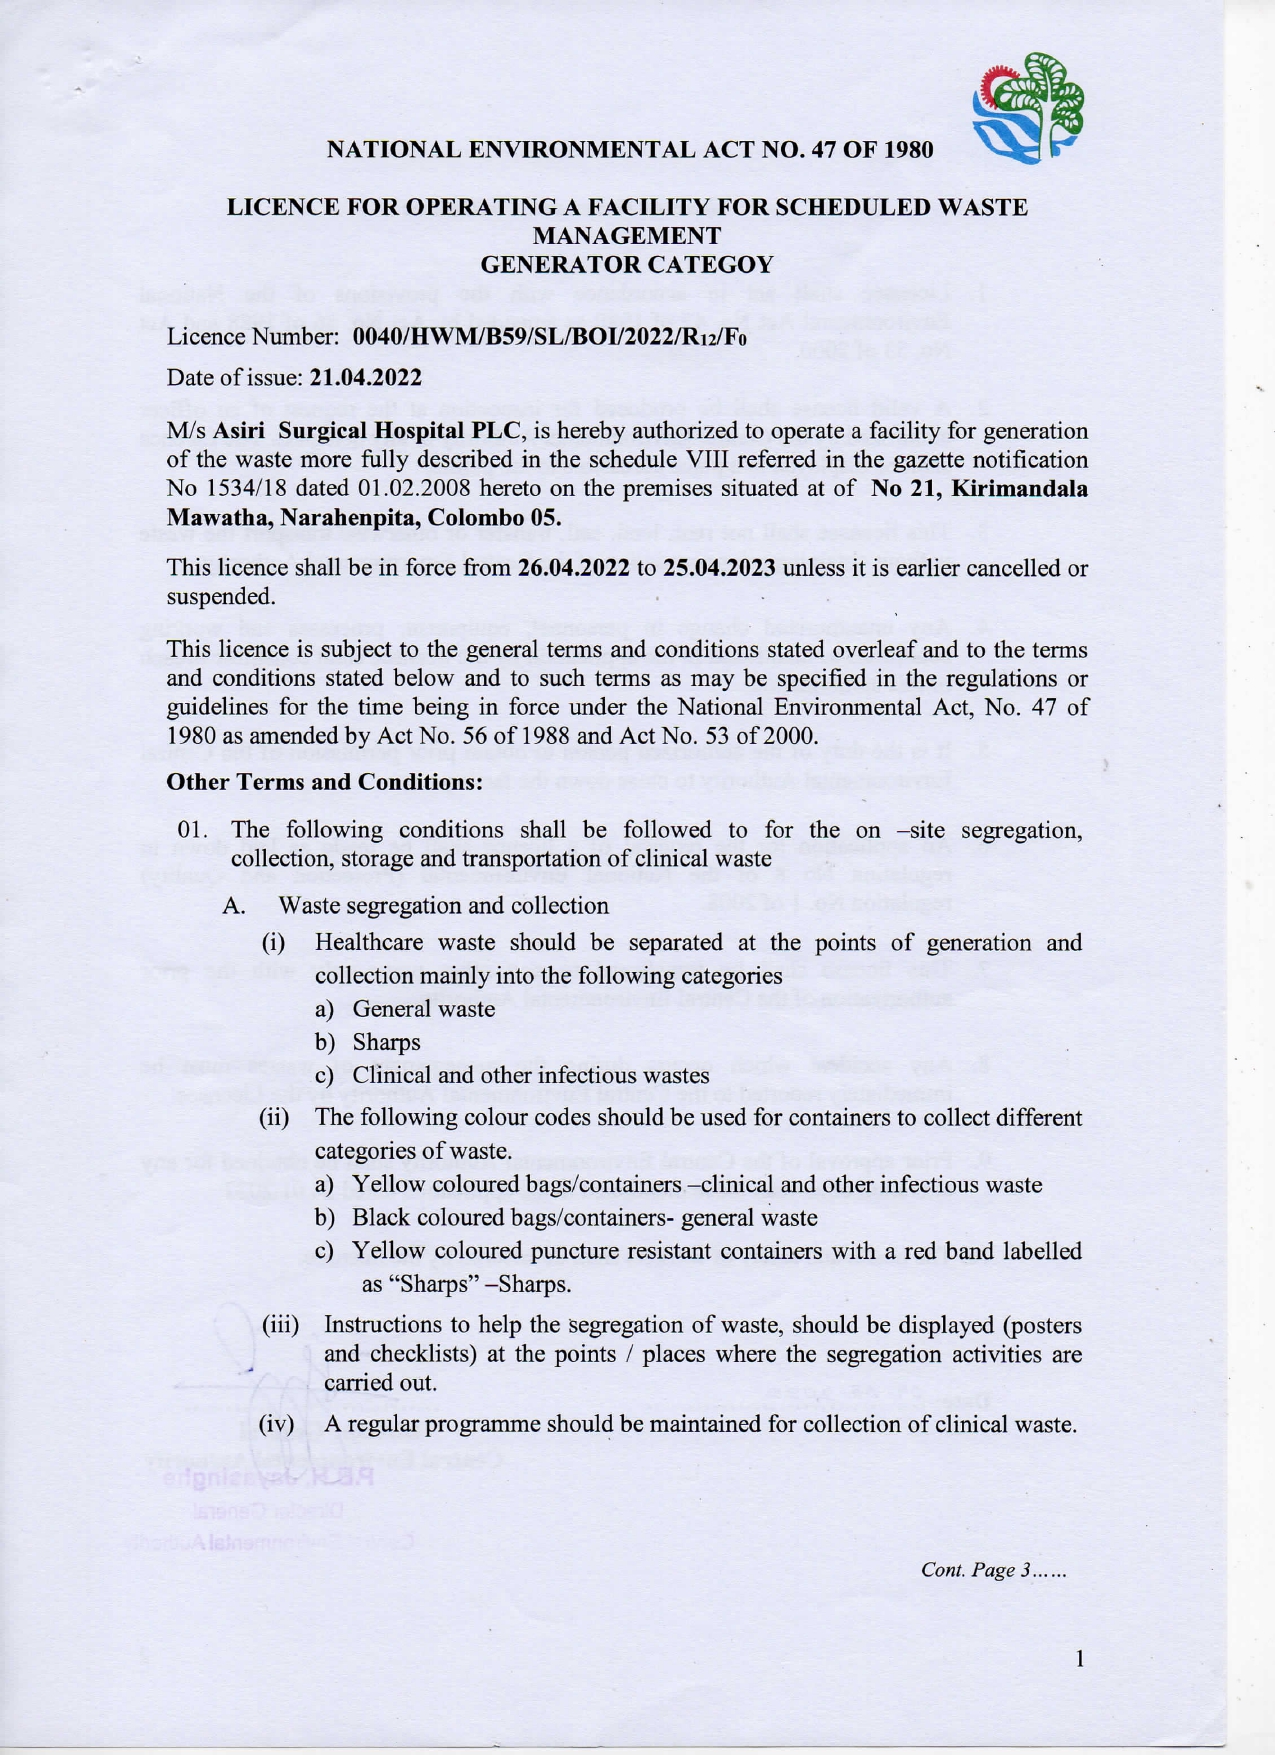 NATIONAL ENVIRONMENTAL ACT NO. 47 OF 1980
LICENCE FOR OPERATING A FACILITY FOR SCHEDULED WASTE
MANAGEMENT
GENERATOR CATEGOY
Licence Number: 0040/HWM/B59/SL/BOI/2022/R12/F0
Date of issue: 21.04.2022
M/s Asiri Surgical Hospital PLC, is hereby authorized to operate a facility for generation
of the waste more fully described in the schedule VIII referred in the gazette notification
No 1534/18 dated 01.02.2008 hereto on the premises situated at of No 21, Kirimandala
Mawatha, Narahenpita, Colombo 05.
This licence shall be in force from 26.04.2022 to 25.04.2023 unless it is earlier cancelled or
suspended.
This licence is subject to the general terms and conditions stated overleaf and to the terms
and conditions stated below and to such terms as may be specified in the regulations or
guidelines for the time being in force under the National Environmental Act, No. 47 of
1980 as amended by Act No. 56 of 1988 and Act No. 53 of 2000.
Other Terms and Conditions:
01. The following conditions shall be followed to for the on –site segregation,
collection, storage and transportation of clinical waste
A. Waste segregation and collection
(i) Healthcare waste should be separated at the points of generation and
collection mainly into the following categories
a) General waste
b) Sharps
c) Clinical and other infectious wastes
(ii) The following colour codes should be used for containers to collect different
categories of waste.
a) Yellow coloured bags/containers –clinical and other infectious waste
b) Black coloured bags/containers- general waste
c) Yellow coloured puncture resistant containers with a red band labelled
as “Sharps” –Sharps.
(iii) Instructions to help the segregation of waste, should be displayed (posters
and checklists) at the points / places where the segregation activities are
carried out.
(iv) A regular programme should be maintained for collection of clinical waste.
Cont. Page 3......
1